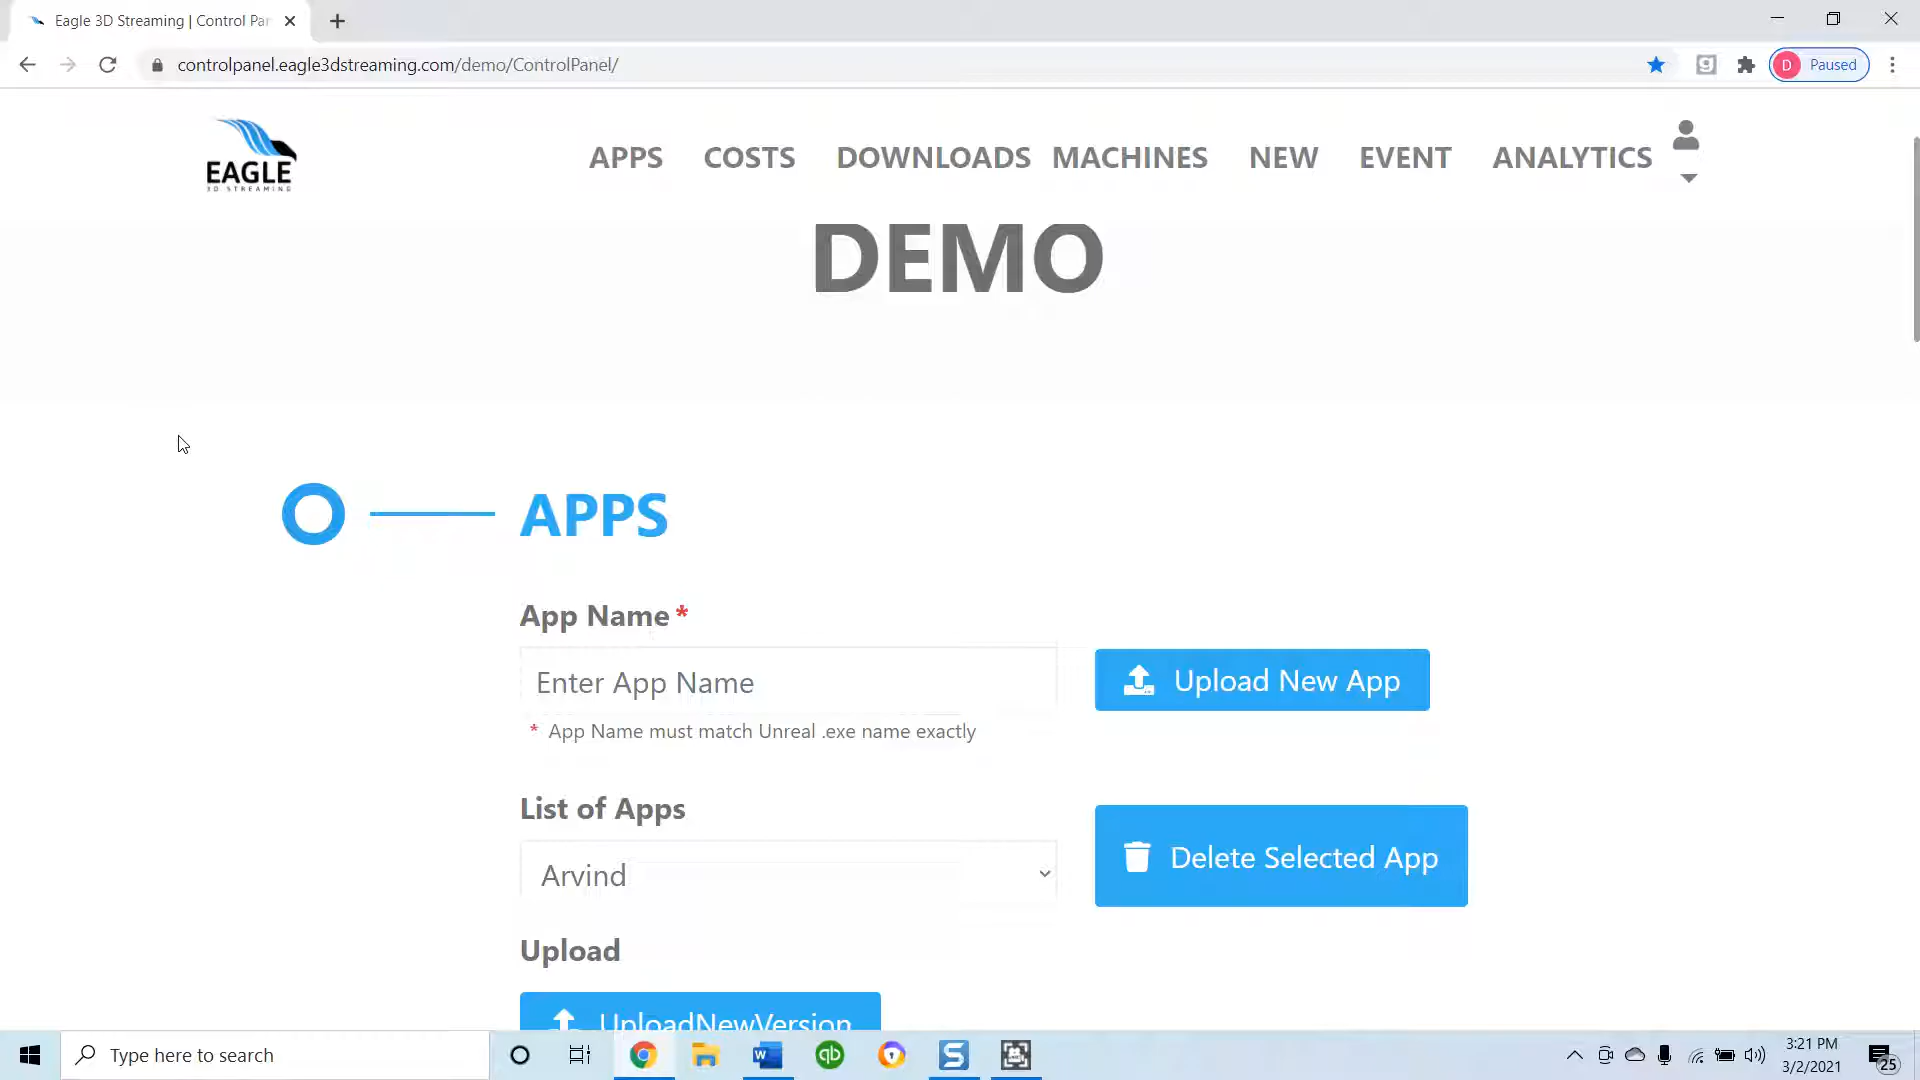 Eagle 3D Streaming | Control Par
controlpanel.eagle3dstreaming.com/demo/ControlPanel/
D Paused
EAGLE
3D STREAMING
APPS COSTS DOWNLOADS MACHINES NEW EVENT ANALYTICS
DEMO
APPS
App Name *
Enter App Name
Upload New App
* App Name must match Unreal .exe name exactly
List of Apps
Arvind
Delete Selected App
Upload
UploadNewVersion
Type here to search
W
qb
S
3:21 PM
3/2/2021
25